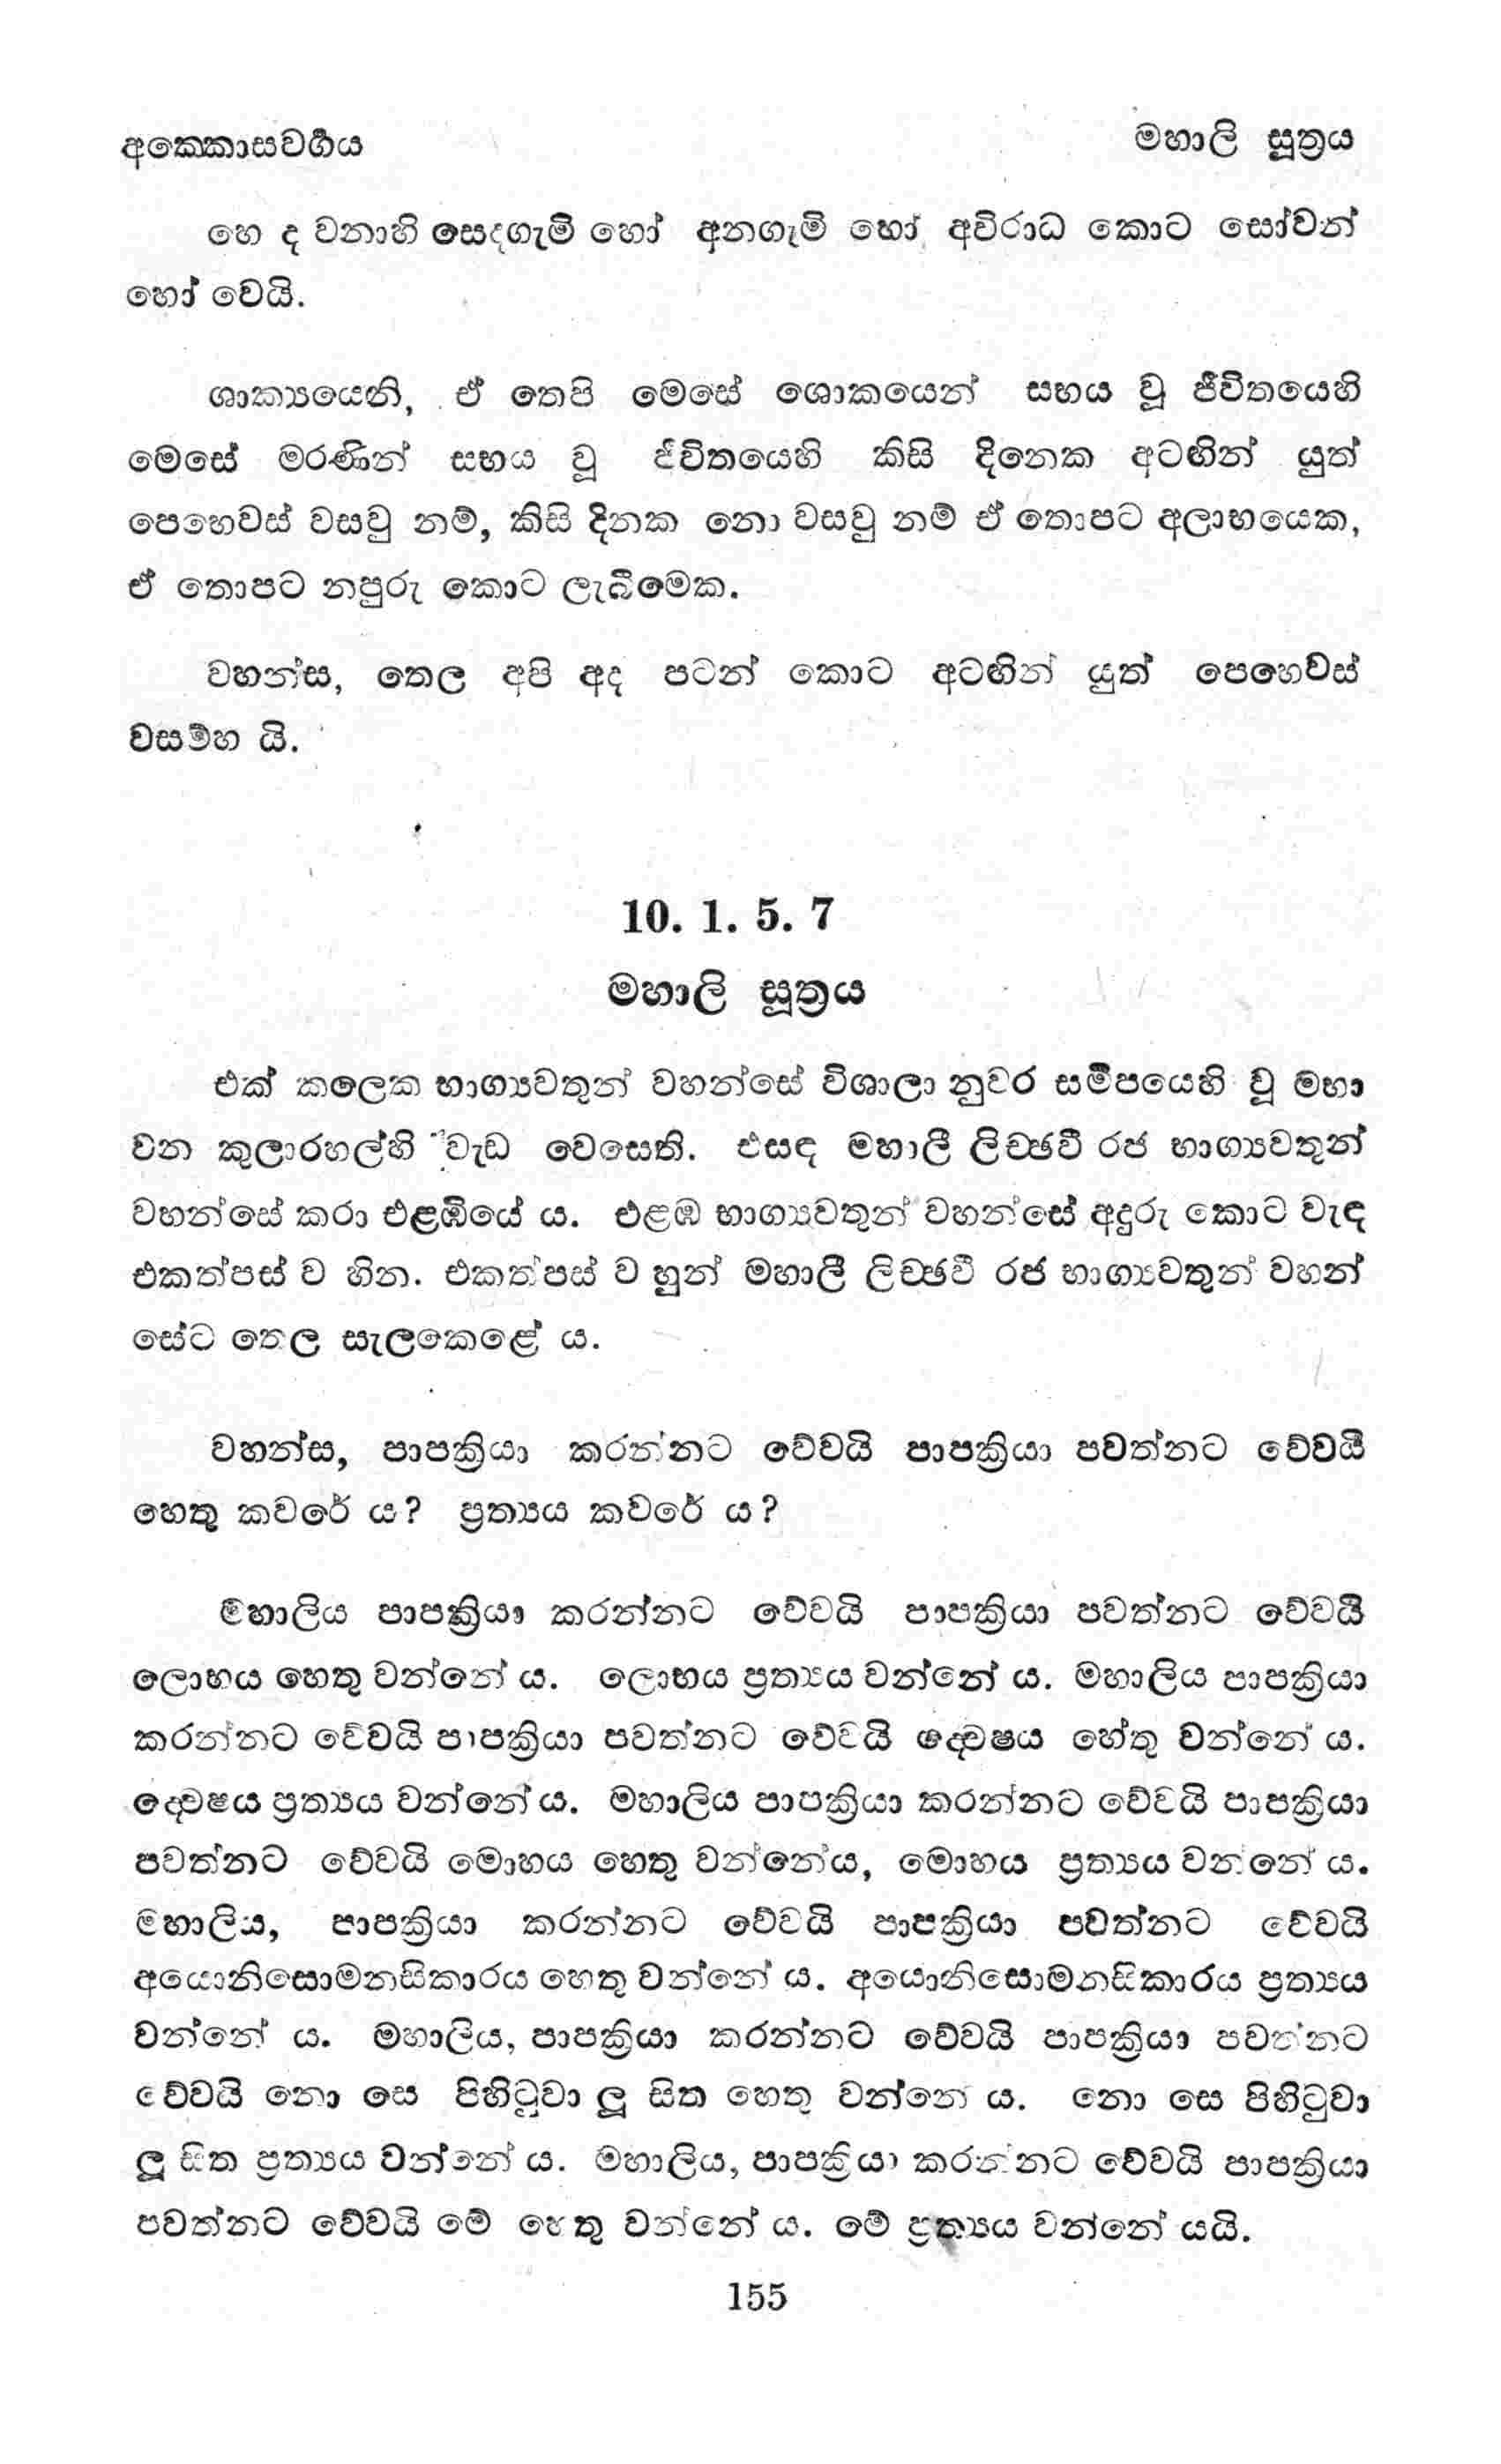 අකෙකාසවර්‍ගය
මහාලි සූත්‍රය
හෙ ද වනාහි සෙදගැමි හෝ අනගැමි හෝ අවිරාධ කොට සෝවන්
හෝ වෙයි.
ශාක්‍යයෙනි, ඒ තෙපි මෙසේ ශොකයෙන් සභය වූ ජීවිතයෙහි
මෙසේ මරණින් සභය වූ ජීවිතයෙහි කිසි දිනෙක අටඟින් යුත්
පෙහෙවස් වසවු නම්, කිසි දිනක නො වසවු නම් ඒ තොපට අලාභයෙක,
ඒ තොපට නපුරු කොට ලැබීමෙක.
වහන්ස, තෙල අපි අද පටන් කොට අටඟින් යුත් පෙහෙවස්
වසම්හ යි.
10. 1. 5. 7
මහාලි සූත්‍රය
එක් කලෙක භාග්‍යවතුන් වහන්සේ විශාලා නුවර සමීපයෙහි වූ මහා
වන කුලාරහල්හි වැඩ වෙසෙති. එසඳ මහාලී ලිච්ඡවී රජ භාග්‍යවතුන්
වහන්සේ කරා එළඹියේ ය. එළඹ භාග්‍යවතුන් වහන්සේ අදුරු කොට වැඳ
එකත්පස් ව හින. එකත්පස් ව හුන් මහාලී ලිච්ඡවී රජ භාග්‍යවතුන් වහන්
සේට තෙල සැලකෙළේ ය.
වහන්ස, පාපක්‍රියා කරන්නට වේවයි පාපක්‍රියා පවත්නට වේවයි
හෙතු කවරේ ය? ප්‍රත්‍යය කවරේ ය?
මහාලිය පාපක්‍රියා කරන්නට වේවයි පාපක්‍රියා පවත්නට වේවයි
ලොභය හෙතු වන්නේ ය. ලොභය ප්‍රත්‍යය වන්නේ ය. මහාලිය පාපක්‍රියා
කරන්නට වේවයි පාපක්‍රියා පවත්නට වේවයි ද්‍වෙෂය හේතු වන්නේ ය.
ද්‍වෙෂය ප්‍රත්‍යය වන්නේ ය. මහාලිය පාපක්‍රියා කරන්නට වේවයි පාපක්‍රියා
පවත්නට වේවයි මොහය හෙතු වන්නේය, මොහය ප්‍රත්‍යය වන්නේ ය.
මහාලිය, පාපක්‍රියා කරන්නට වේවයි පාපක්‍රියා පවත්නට වේවයි
අයොනිසොමනසිකාරය හෙතු වන්නේ ය. අයොනිසොමනසිකාරය ප්‍රත්‍යය
වන්නේ ය. මහාලිය, පාපක්‍රියා කරන්නට වේවයි පාපක්‍රියා පවත්නට
වේවයි නො සෙ පිහිටුවා ලූ සිත හෙතු වන්නෙ ය. නො සෙ පිහිටුවා
ලූ සිත ප්‍රත්‍යය වන්නේ ය. මහාලිය, පාපක්‍රියා කරන්නට වේවයි පාපක්‍රියා
පවත්නට වේවයි මේ හෙතු වන්නේ ය. මේ ප්‍රත්‍යය වන්නේ යයි.
155